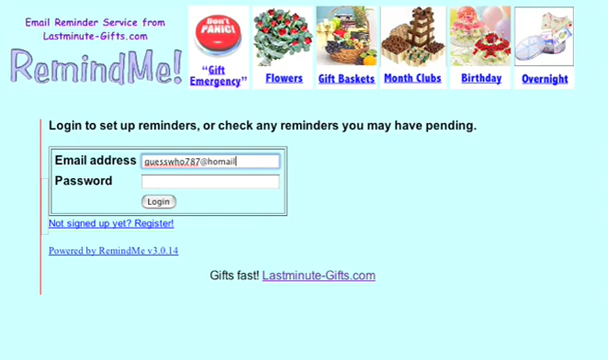 Email Reminder Service from
Lastminute-Gifts.com
RemindMe!
Don't
PANIC!
"Gift
Emergency"
Flowers
Gift Baskets
Month Clubs
Birthday
Overnight
Login to set up reminders, or check any reminders you may have pending.
Email address guesswho787@homail
Password
Login
Not signed up yet? Register!
Powered by RemindMe v3.0.14
Gifts fast! Lastminute-Gifts.com